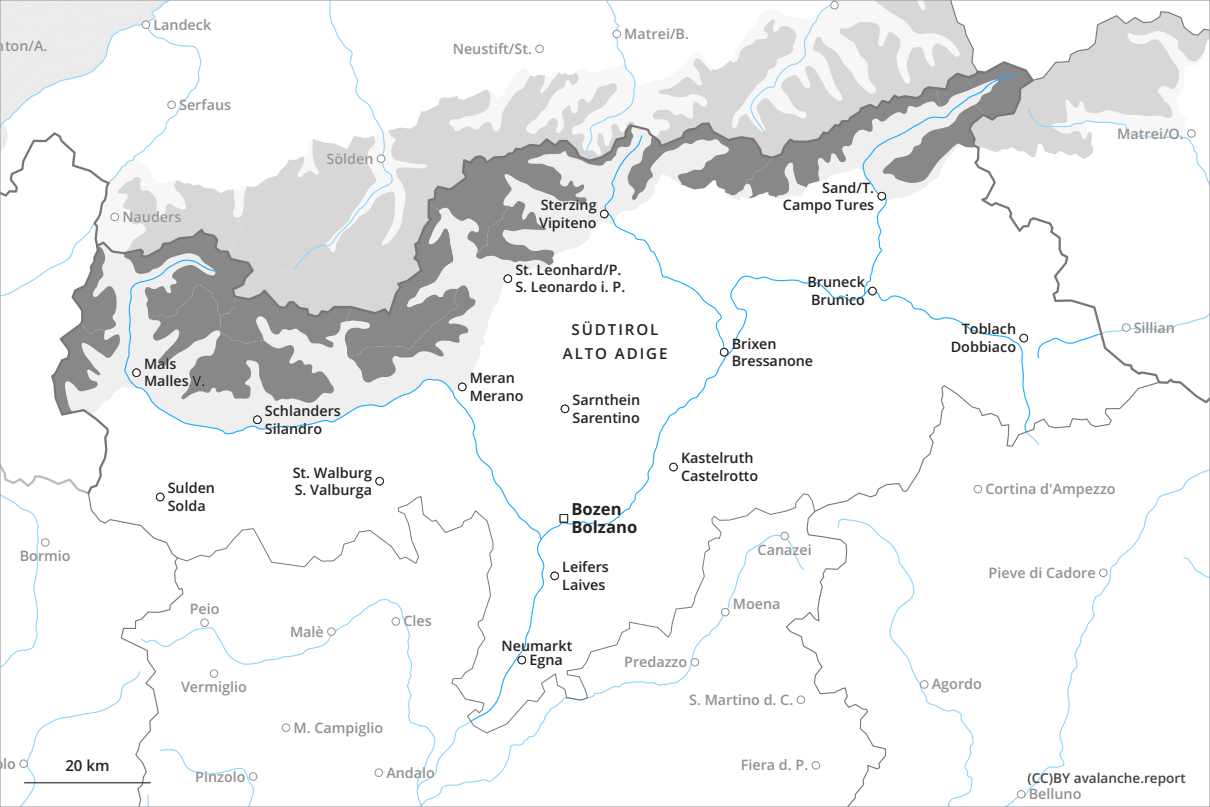 Landeck
nton/A.
Neustift/St.
Matrei/B.
Serfaus
Matrei/O.
Sölden
Nauders
Sand/T.
Campo Tures
Sterzing
Vipiteno
St. Leonhard/P.
S. Leonardo i. P.
Bruneck
Brunico
SÜDTIROL
ALTO ADIGE
Toblach
Dobbiaco
Sillian
Brixen
Bressanone
Mals
Malles V.
Meran
Merano
Schlanders
Silandro
Sarnthein
Sarentino
Kastelruth
Castelrotto
St. Walburg
S. Valburga
Sulden
Solda
Cortina d'Ampezzo
Bozen
Bolzano
Bormio
Canazei
Leifers
Laives
Pieve di Cadore
Peio
Moena
Malè
Cles
Neumarkt
Egna
Predazzo
Vermiglio
Agordo
S. Martino d. C.
M. Campiglio
olo
20 km
Pinzolo
Andalo
Fiera d. P.
(CC)BY avalanche.report
Belluno